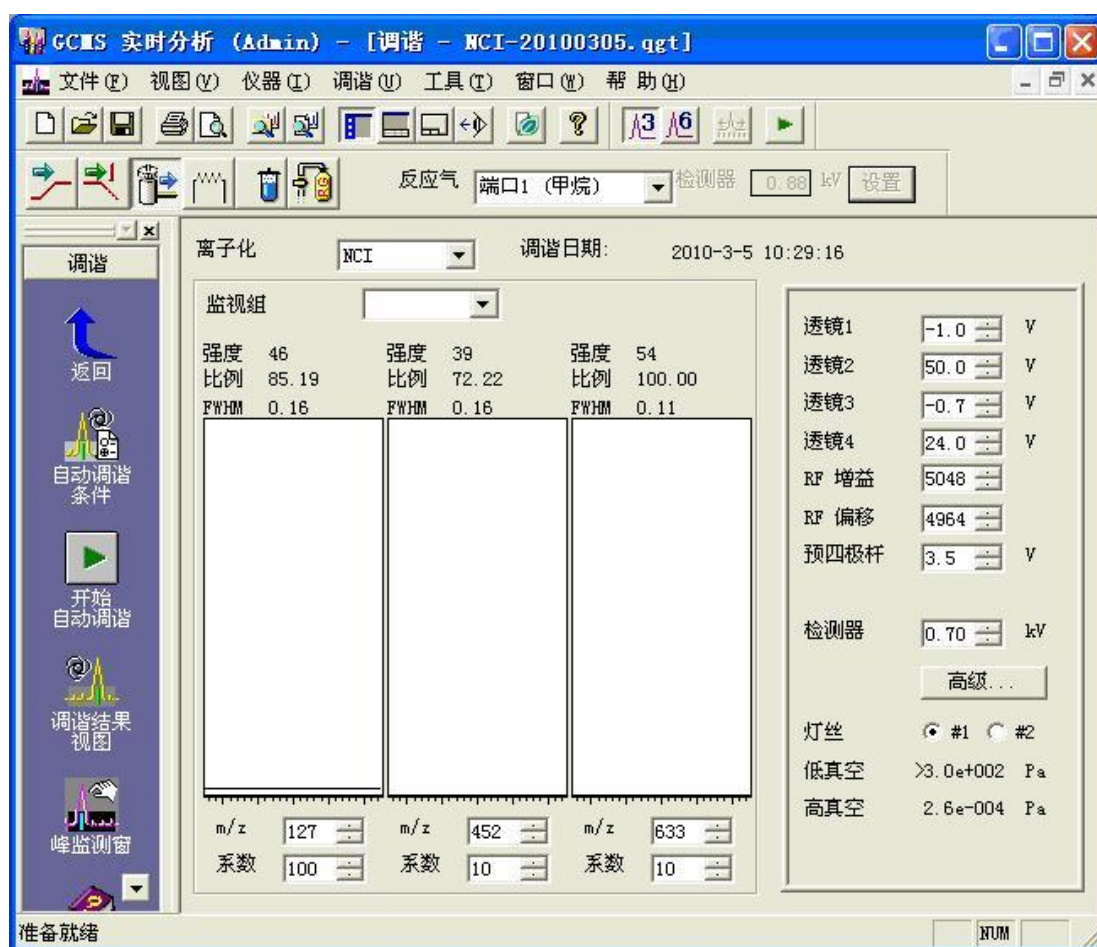 GCMS 实时分析 (Admin) - [调谐 - NCI-20100305.qgt]
文件(F) 视图(V) 仪器(I) 调谐(U) 工具(T) 窗口(W) 帮 助(H)
3 6
反应气 端口1 (甲烷) 检测器 0.88 kV 设置
调谐
返回
自动调谐
条件
开始
自动调谐
调谐结果
视图
峰监测窗
离子化 NCI 调谐日期: 2010-3-5 10:29:16
监视组
强度 46 强度 39 强度 54
比例 85.19 比例 72.22 比例 100.00
FWHM 0.16 FWHM 0.16 FWHM 0.11
m/z 127 m/z 452 m/z 633
系数 100 系数 10 系数 10
透镜1 -1.0 V
透镜2 50.0 V
透镜3 -0.7 V
透镜4 24.0 V
RF 增益 5048
RF 偏移 4964
预四极杆 3.5 V
检测器 0.70 kV
高级...
灯丝 #1 #2
低真空 >3.0e+002 Pa
高真空 2.6e-004 Pa
准备就绪 NUM